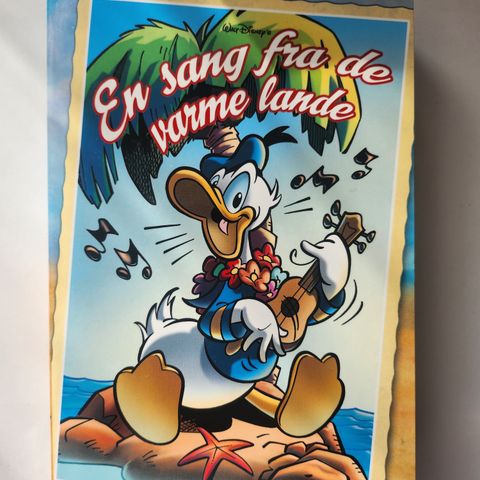 Walt Disney's
En sang fra de
varme lande